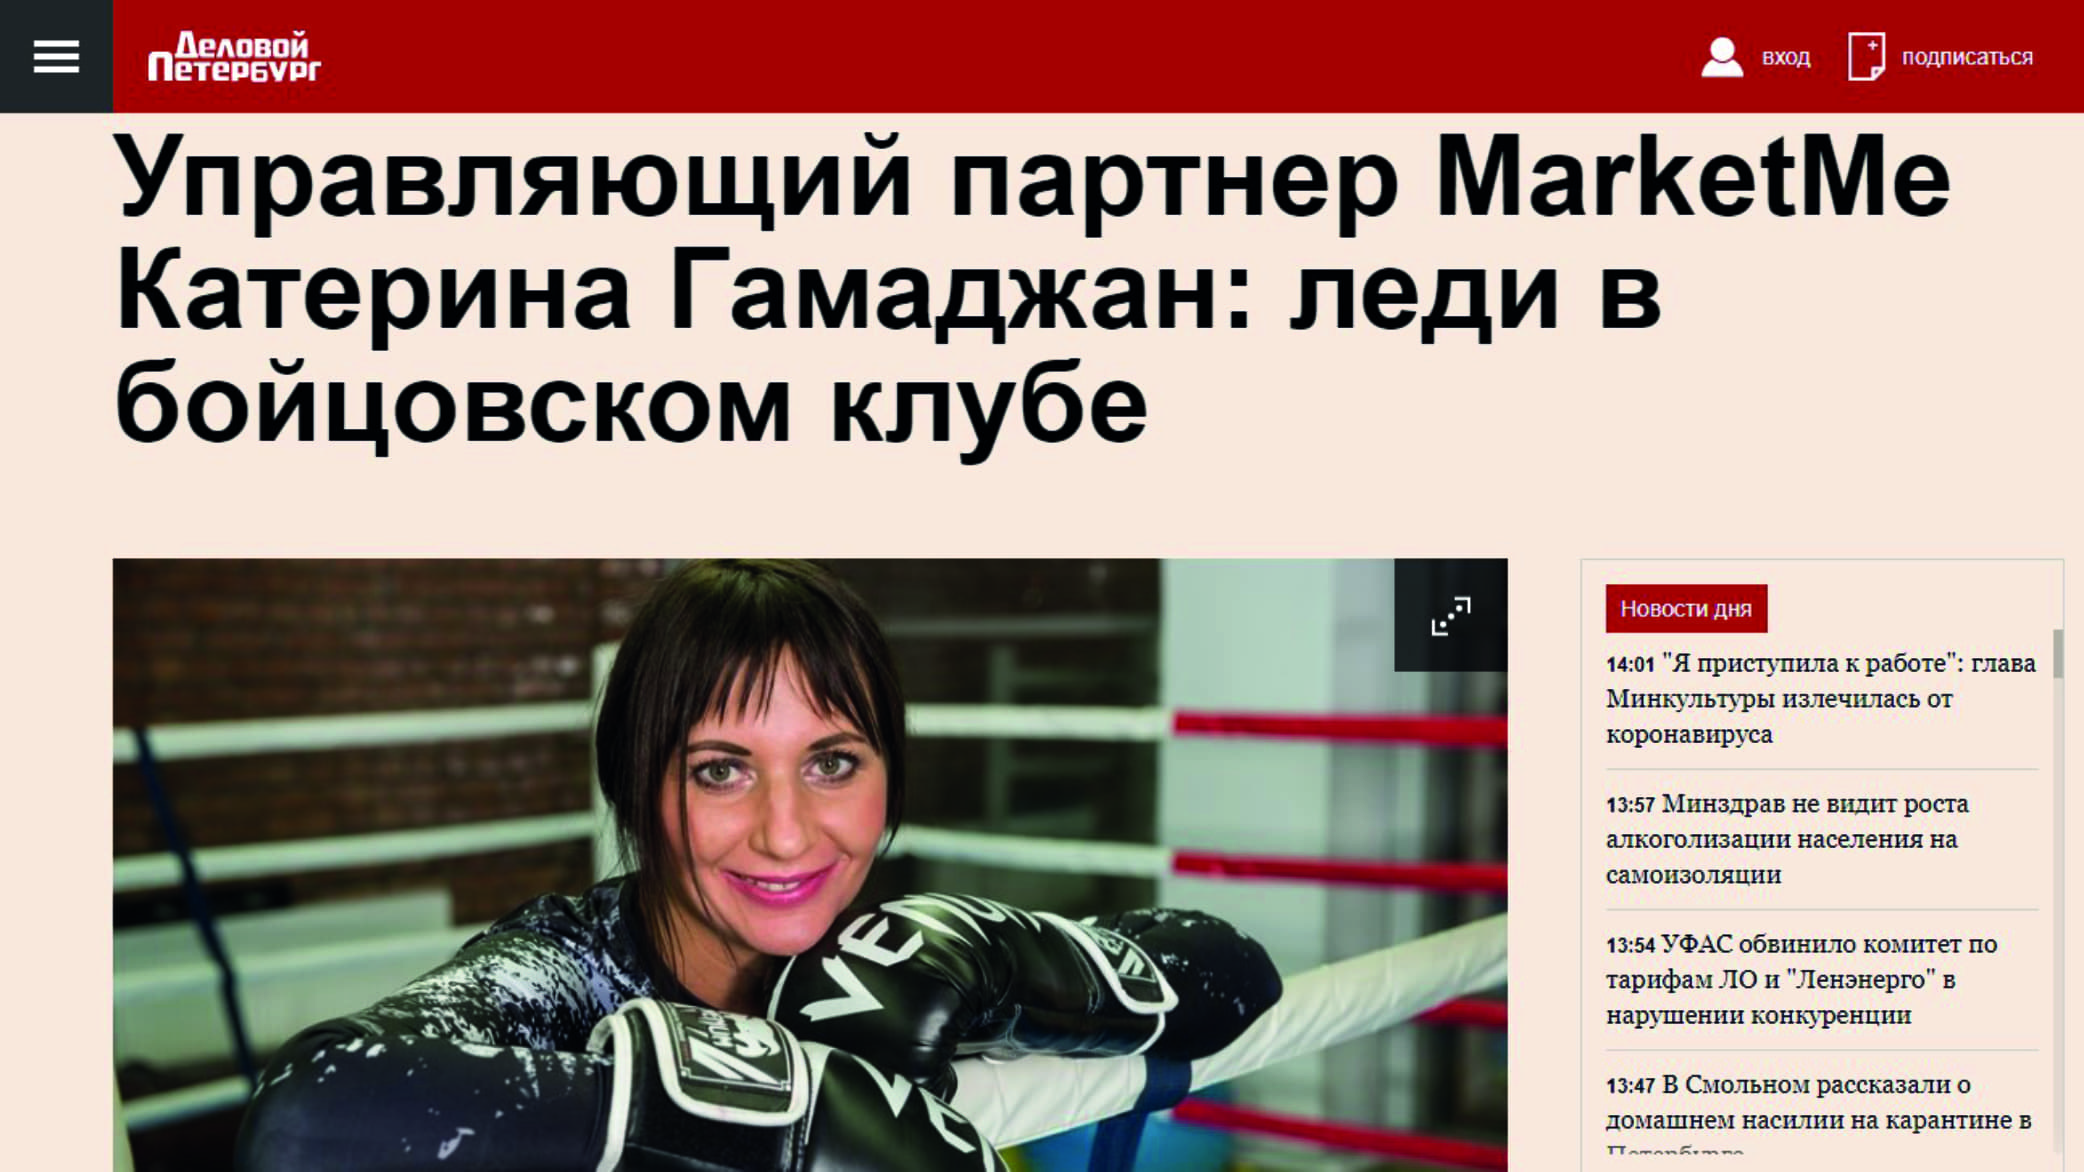 Деловой
Петербург
вход
подписаться
Управляющий партнер MarketMe
Катерина Гамаджан: леди в
бойцовском клубе
Новости дня
14:01 "Я приступила к работе": глава
Минкультуры излечилась от
коронавируса
13:57 Минздрав не видит роста
алкоголизации населения на
самоизоляции
13:54 УФАС обвинило комитет по
тарифам ЛО и "Ленэнерго" в
нарушении конкуренции
13:47 В Смольном рассказали о
домашнем насилии на карантине в